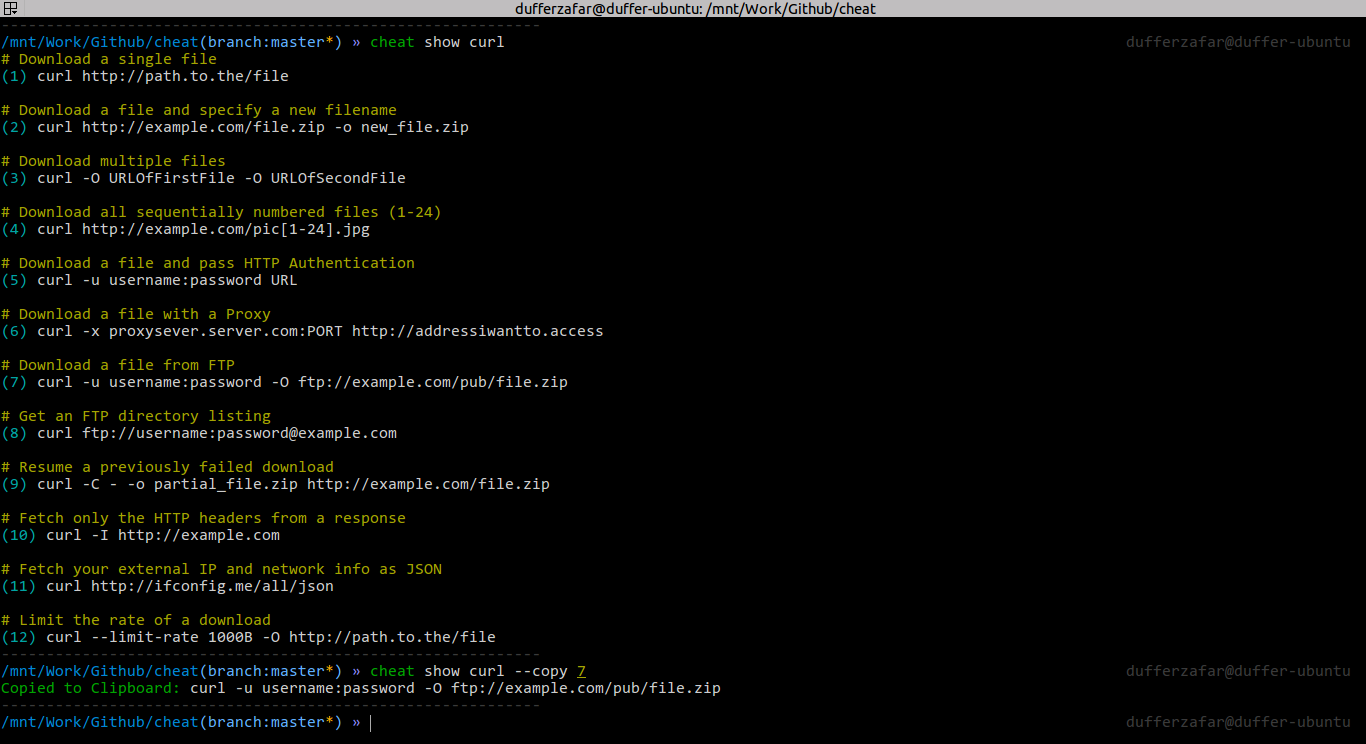 dufferzafar@duffer-ubuntu: /mnt/Work/Github/cheat
------------------------------------------------------------
/mnt/Work/Github/cheat(branch:master*) » cheat show curl dufferzafar@duffer-ubuntu
# Download a single file
(1) curl http://path.to.the/file
# Download a file and specify a new filename
(2) curl http://example.com/file.zip -o new_file.zip
# Download multiple files
(3) curl -O URLOfFirstFile -O URLOfSecondFile
# Download all sequentially numbered files (1-24)
(4) curl http://example.com/pic[1-24].jpg
# Download a file and pass HTTP Authentication
(5) curl -u username:password URL
# Download a file with a Proxy
(6) curl -x proxysever.server.com:PORT http://addressiwantto.access
# Download a file from FTP
(7) curl -u username:password -O ftp://example.com/pub/file.zip
# Get an FTP directory listing
(8) curl ftp://username:password@example.com
# Resume a previously failed download
(9) curl -C - -o partial_file.zip http://example.com/file.zip
# Fetch only the HTTP headers from a response
(10) curl -I http://example.com
# Fetch your external IP and network info as JSON
(11) curl http://ifconfig.me/all/json
# Limit the rate of a download
(12) curl --limit-rate 1000B -O http://path.to.the/file
------------------------------------------------------------
/mnt/Work/Github/cheat(branch:master*) » cheat show curl --copy 7 dufferzafar@duffer-ubuntu
Copied to Clipboard: curl -u username:password -O ftp://example.com/pub/file.zip
------------------------------------------------------------
/mnt/Work/Github/cheat(branch:master*) » dufferzafar@duffer-ubuntu